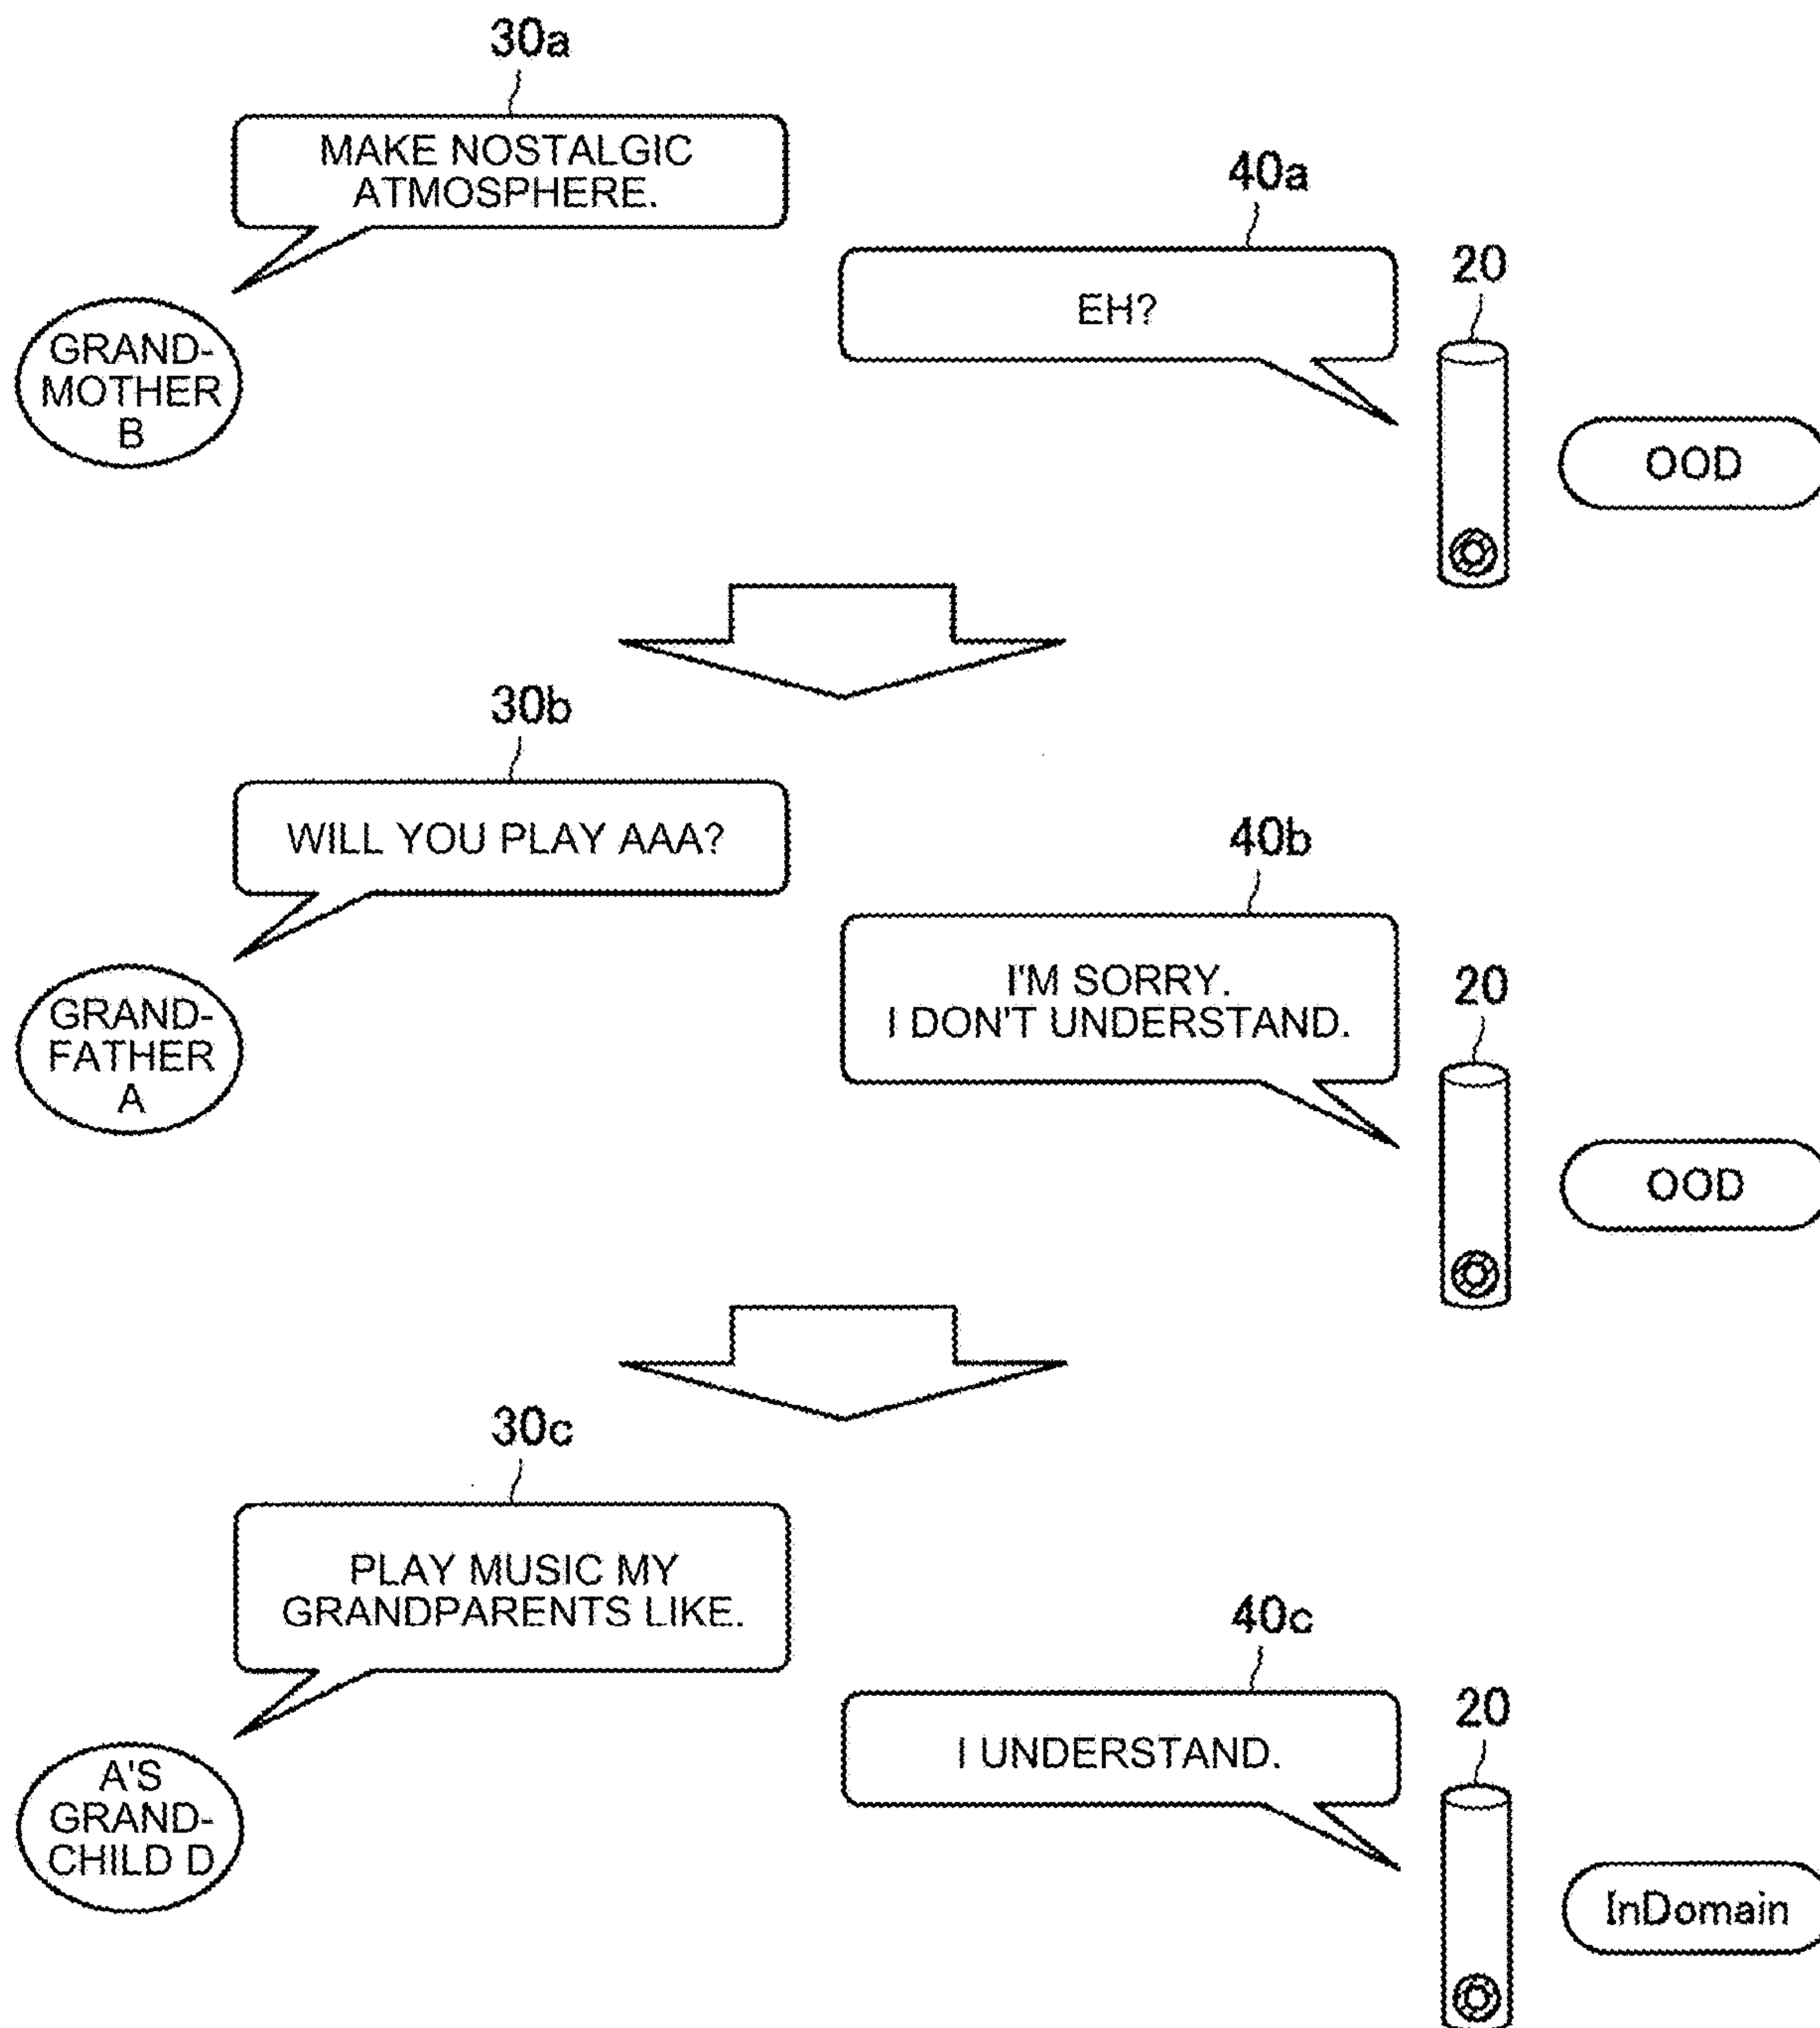 30a
MAKE NOSTALGIC
ATMOSPHERE.
40a
EH?
20
GRAND-
MOTHER
B
OOD
30b
WILL YOU PLAY AAA?
40b
I'M SORRY.
I DON'T UNDERSTAND.
20
GRAND-
FATHER
A
OOD
30c
PLAY MUSIC MY
GRANDPARENTS LIKE.
40c
I UNDERSTAND.
20
A'S
GRAND-
CHILD D
InDomain